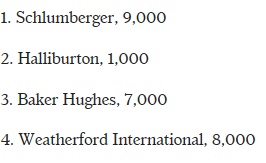 1. Schlumberger, 9,000
2. Halliburton, 1,000
3. Baker Hughes, 7,000
4. Weatherford International, 8,000